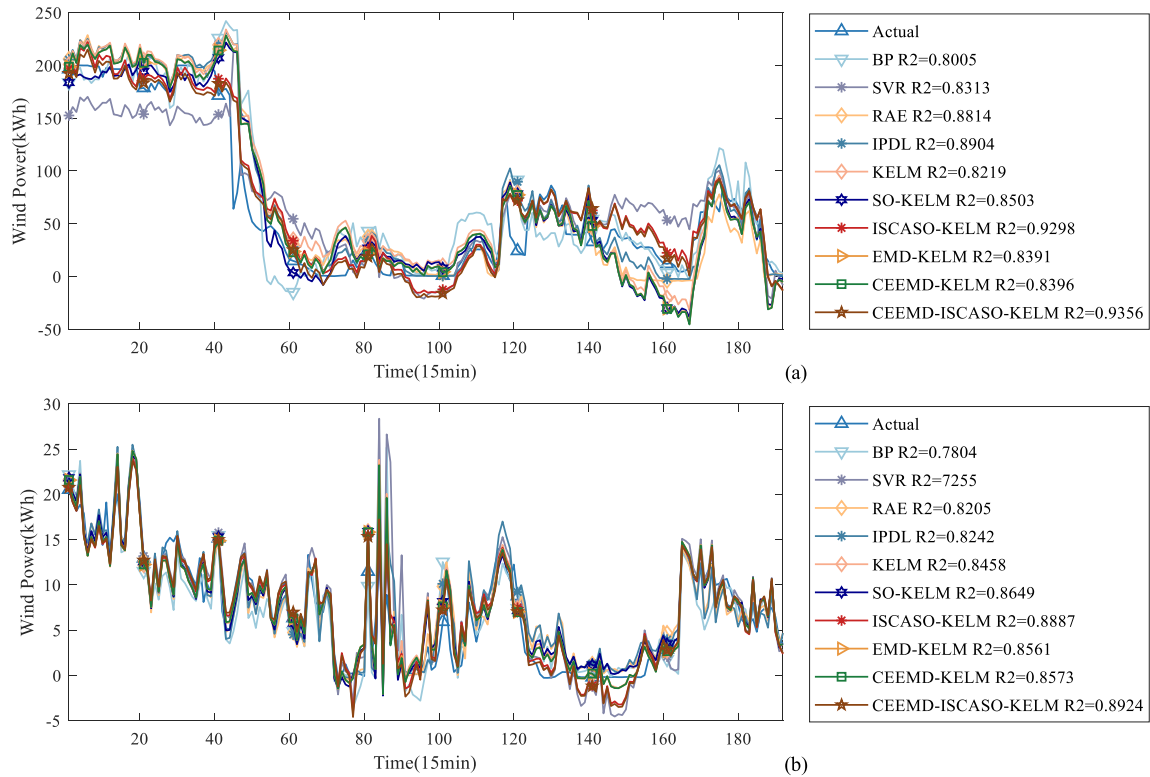 250
200
150
100
50
0
-50
Wind Power(kWh)
20 40 60 80 100 120 140 160 180
Time(15min)
(a)
Actual
BP R2=0.8005
SVR R2=0.8313
RAE R2=0.8814
IPDL R2=0.8904
KELM R2=0.8219
SO-KELM R2=0.8503
ISCASO-KELM R2=0.9298
EMD-KELM R2=0.8391
CEEMD-KELM R2=0.8396
CEEMD-ISCASO-KELM R2=0.9356
30
25
20
15
10
5
0
-5
Wind Power(kWh)
20 40 60 80 100 120 140 160 180
Time(15min)
(b)
Actual
BP R2=0.7804
SVR R2=7255
RAE R2=0.8205
IPDL R2=0.8242
KELM R2=0.8458
SO-KELM R2=0.8649
ISCASO-KELM R2=0.8887
EMD-KELM R2=0.8561
CEEMD-KELM R2=0.8573
CEEMD-ISCASO-KELM R2=0.8924